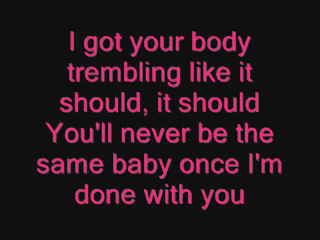 I got your body
trembling like it
should, it should
You'll never be the
same baby once I'm
done with you